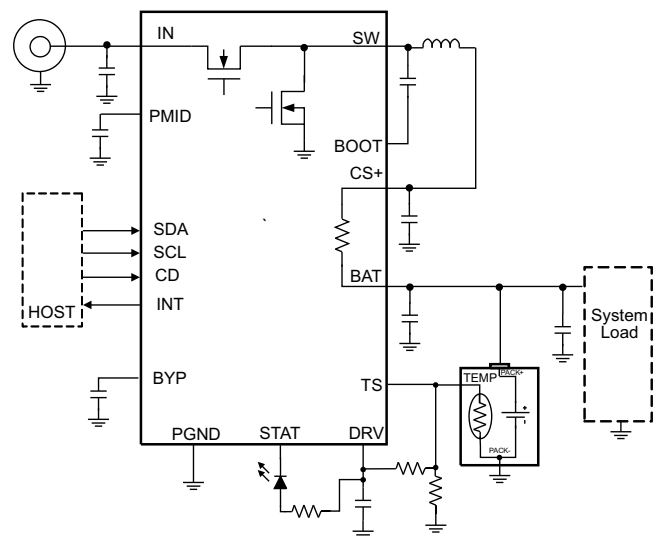 IN
SW
PMID
BOOT
CS+
SDA
SCL
CD
INT
HOST
BAT
System
Load
BYP
TS
TEMP
PACK+
+
-
PACK-
PGND
STAT
DRV